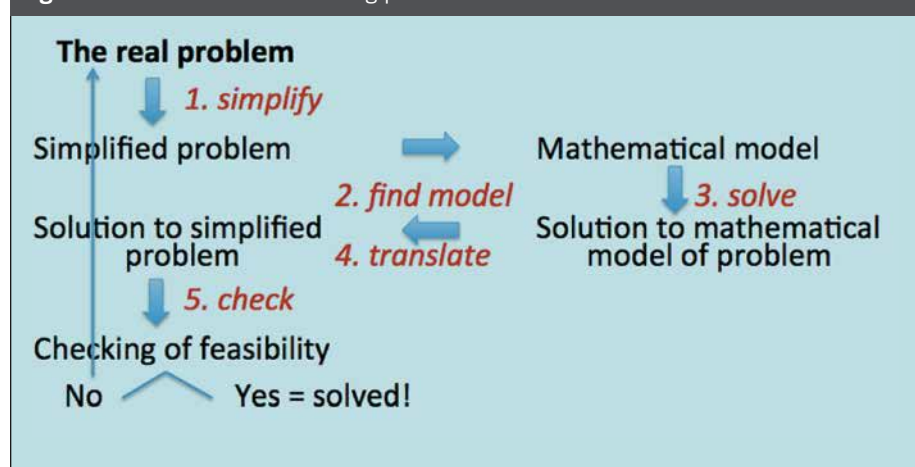 The real problem
1. simplify
Simplified problem
Mathematical model
2. find model
3. solve
Solution to simplified
problem
4. translate
Solution to mathematical
model of problem
5. check
Checking of feasibility
No
Yes = solved!